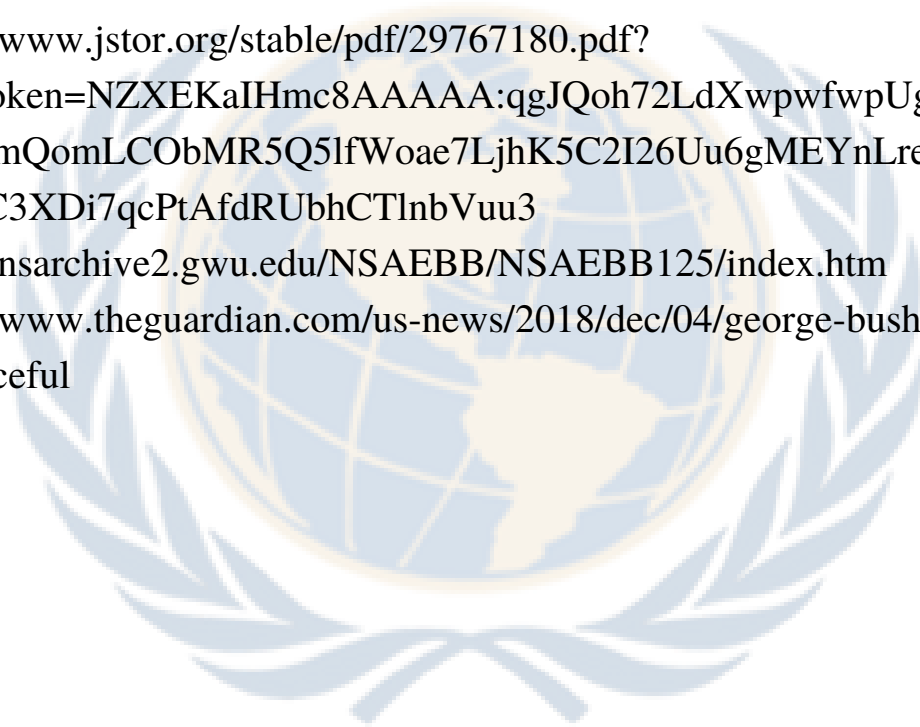 www.jstor.org/stable/pdf/29767180.pdf?
oken=NZXEKaIHmc8AAAAA:qgJQoh72LdXwpwfwpUg
mQomLCObMR5Q5lfWoae7LjhK5C2I26Uu6gMEYnLre
C3XDi7qcPtAfdRUbhCTlnbVuu3
nsarchive2.gwu.edu/NSAEBB/NSAEBB125/index.htm
www.theguardian.com/us-news/2018/dec/04/george-bush
ceful